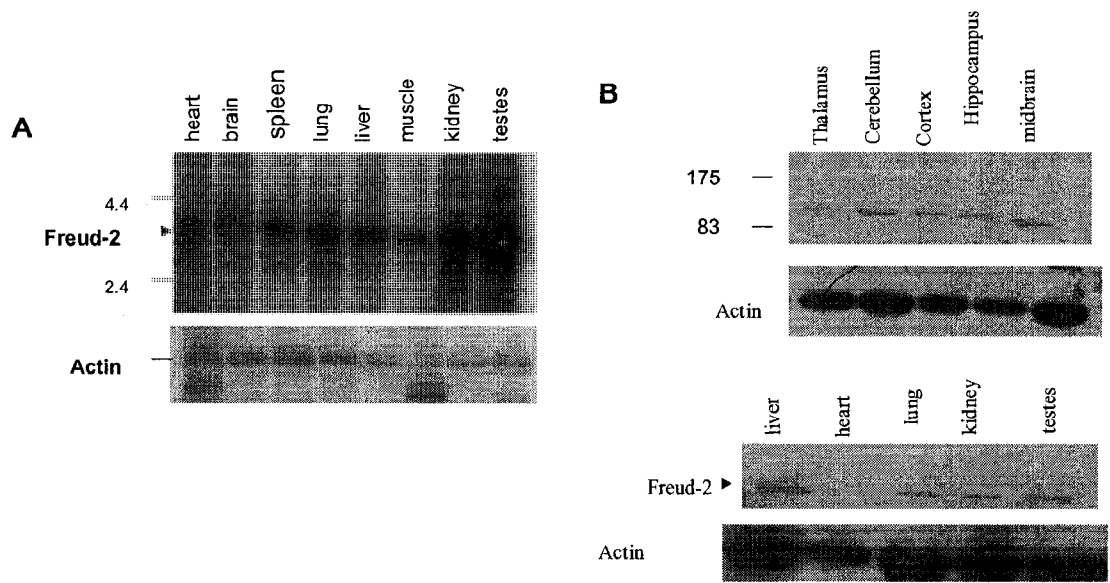 A
heart
brain
spleen
lung
liver
muscle
kidney
testes
4.4
Freud-2
2.4
Actin
B
Thalamus
Cerebellum
Cortex
Hippocampus
midbrain
175
83
Actin
liver
heart
lung
kidney
testes
Freud-2
Actin